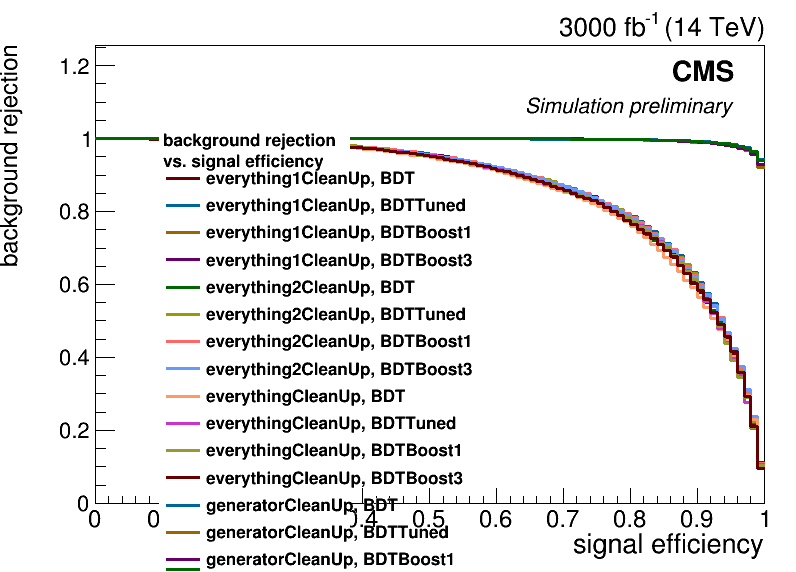 3000 fb-1 (14 TeV)
CMS
Simulation preliminary
background rejection
1.2
1
0.8
0.6
0.4
0.2
0
background rejection
vs. signal efficiency
everything1CleanUp, BDT
everything1CleanUp, BDTTuned
everything1CleanUp, BDTBoost1
everything1CleanUp, BDTBoost3
everything2CleanUp, BDT
everything2CleanUp, BDTTuned
everything2CleanUp, BDTBoost1
everything2CleanUp, BDTBoost3
everythingCleanUp, BDT
everythingCleanUp, BDTTuned
everythingCleanUp, BDTBoost1
everythingCleanUp, BDTBoost3
generatorCleanUp, BDT
generatorCleanUp, BDTTuned
generatorCleanUp, BDTBoost1
0 0.4 0.5 0.6 0.7 0.8 0.9 1
signal efficiency